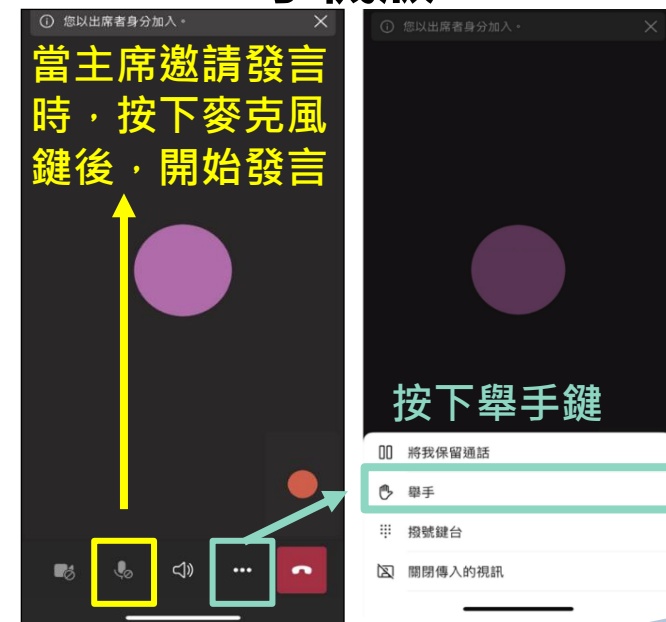 您以出席者身分加入。
當主席邀請發言
時，按下麥克風
鍵後，開始發言
您以出席者身分加入。
按下舉手鍵
將我保留通話
舉手
撥號鍵台
關閉傳入的視訊